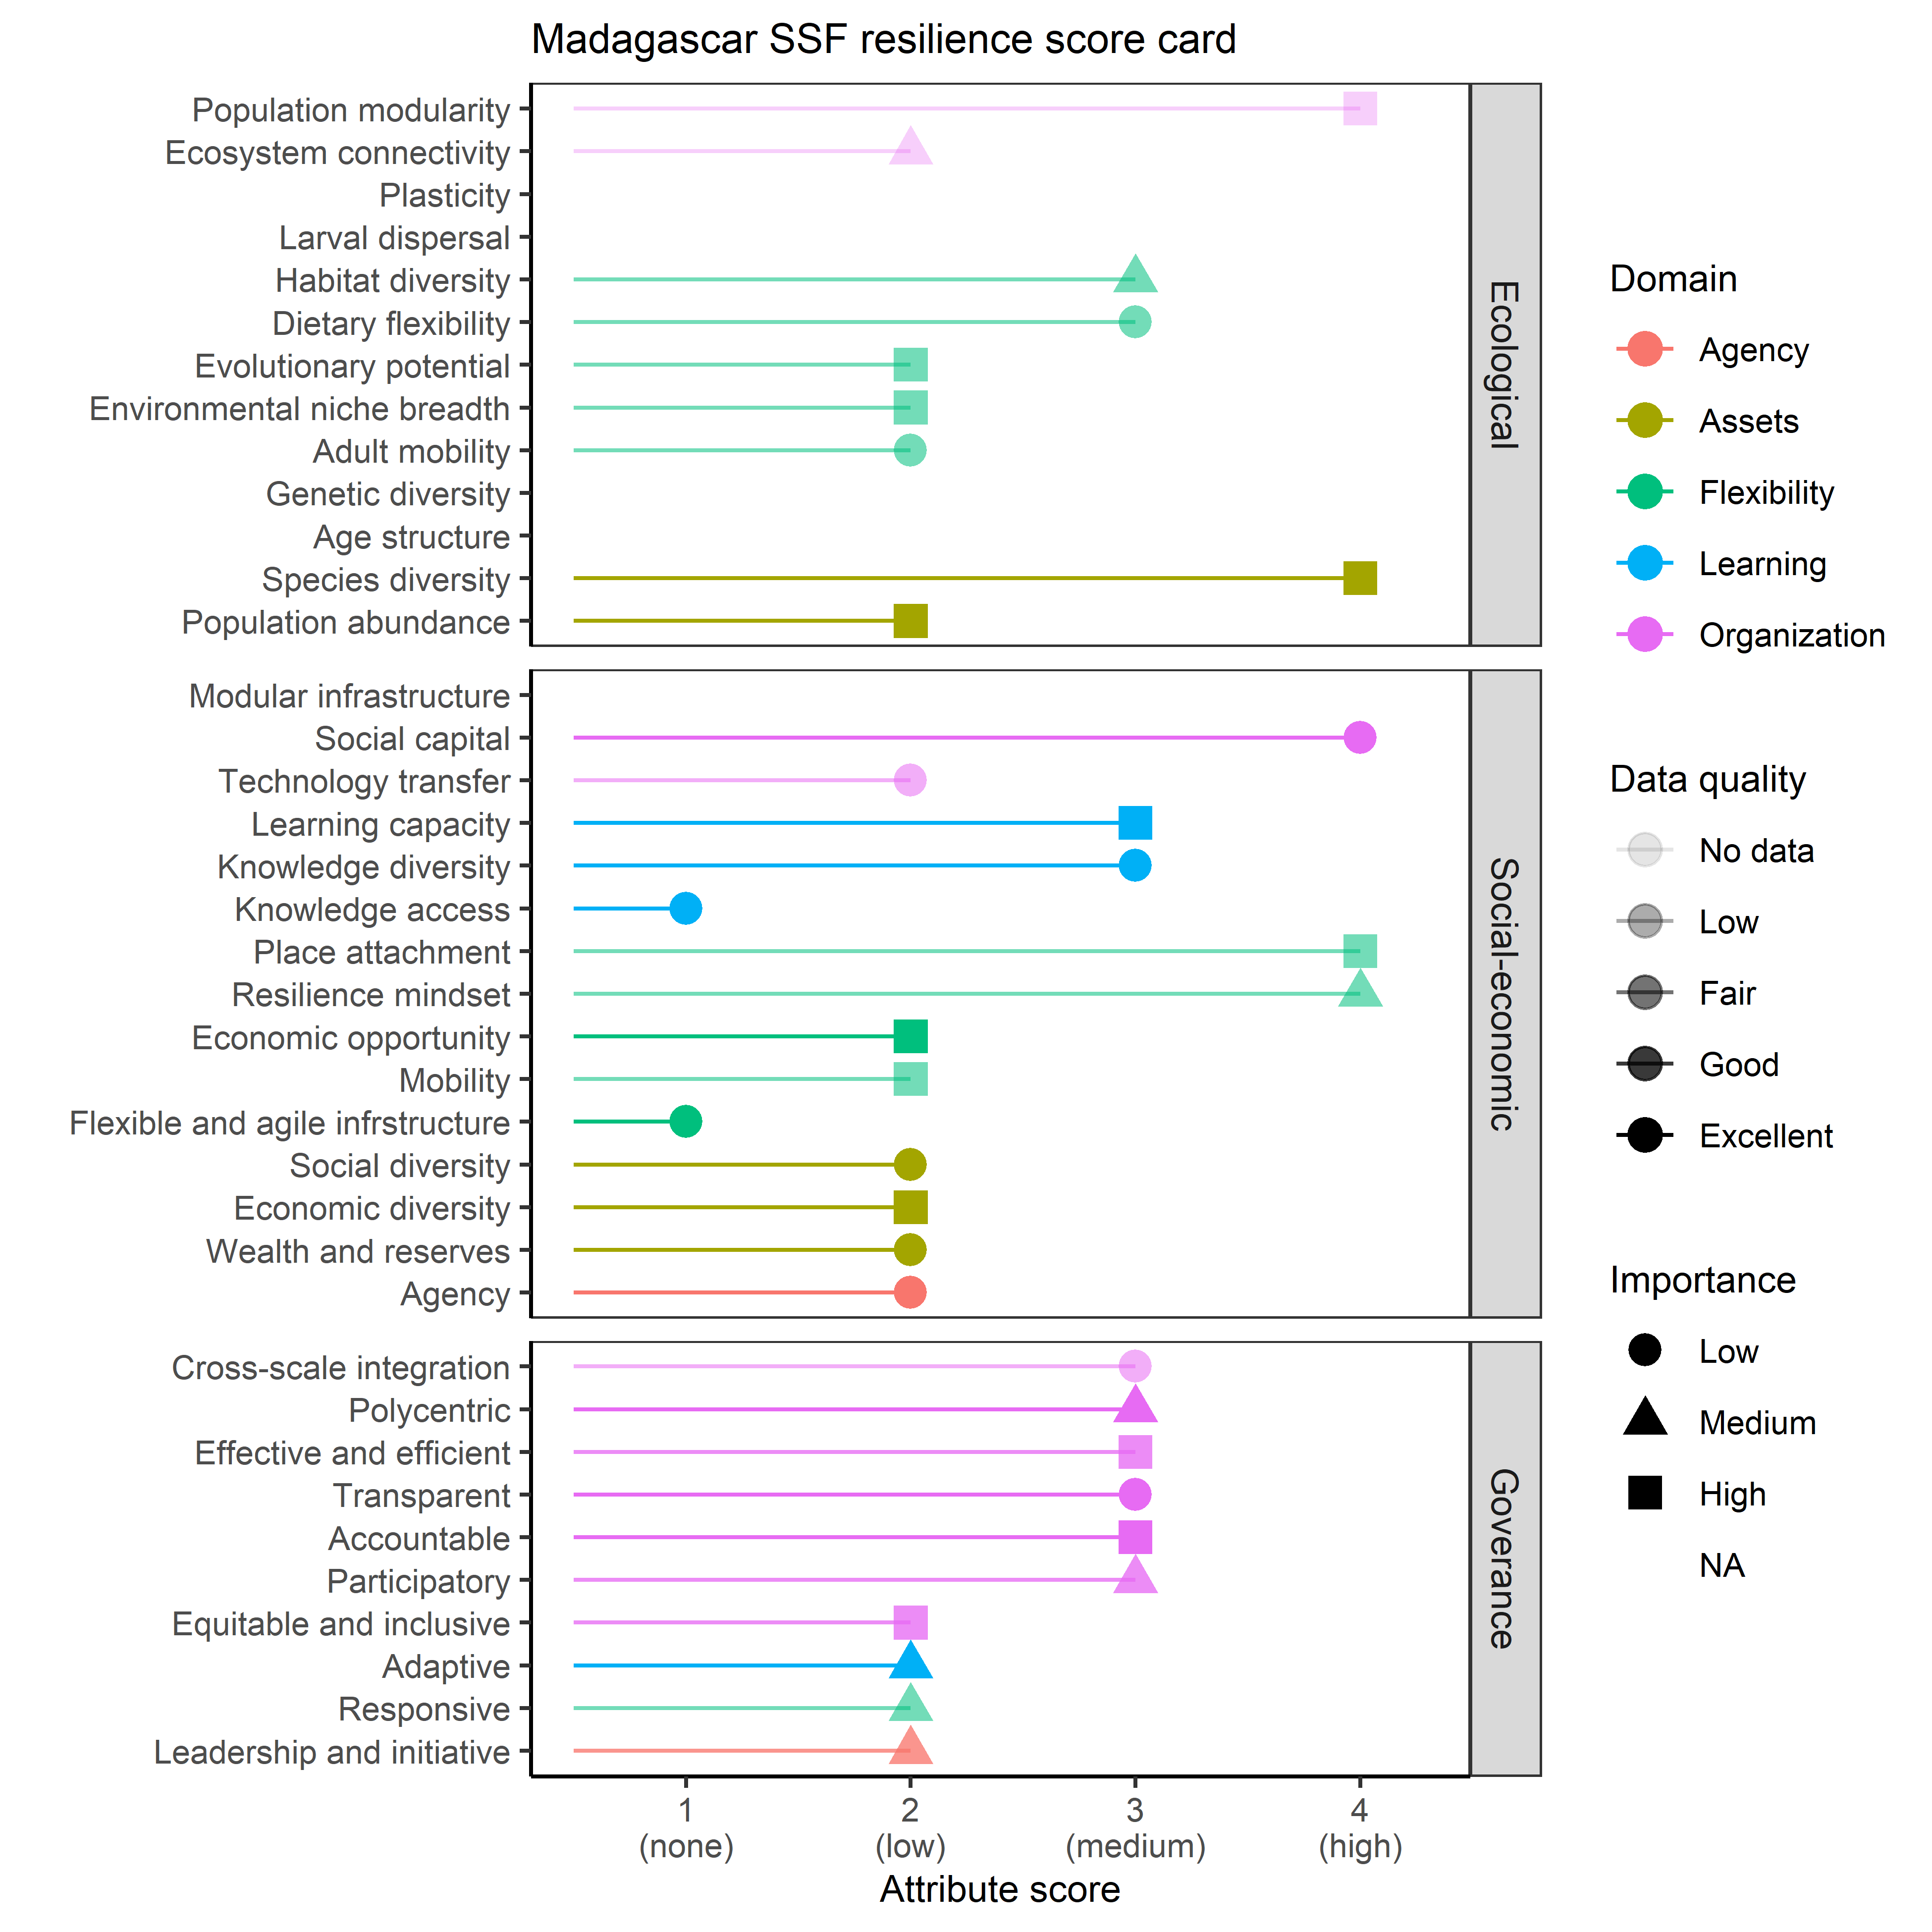 Madagascar SSF resilience score card
Population modularity
Ecosystem connectivity
Plasticity
Larval dispersal
Habitat diversity
Dietary flexibility
Evolutionary potential
Environmental niche breadth
Adult mobility
Genetic diversity
Age structure
Species diversity
Population abundance
Ecological
Modular infrastructure
Social capital
Technology transfer
Learning capacity
Knowledge diversity
Knowledge access
Place attachment
Resilience mindset
Economic opportunity
Mobility
Flexible and agile infrstructure
Social diversity
Economic diversity
Wealth and reserves
Agency
Social-economic
Cross-scale integration
Polycentric
Effective and efficient
Transparent
Accountable
Participatory
Equitable and inclusive
Adaptive
Responsive
Leadership and initiative
Goverance
1 2 3 4
(none) (low) (medium) (high)
Attribute score
Domain
Agency
Assets
Flexibility
Learning
Organization
Data quality
No data
Low
Fair
Good
Excellent
Importance
Low
Medium
High
NA